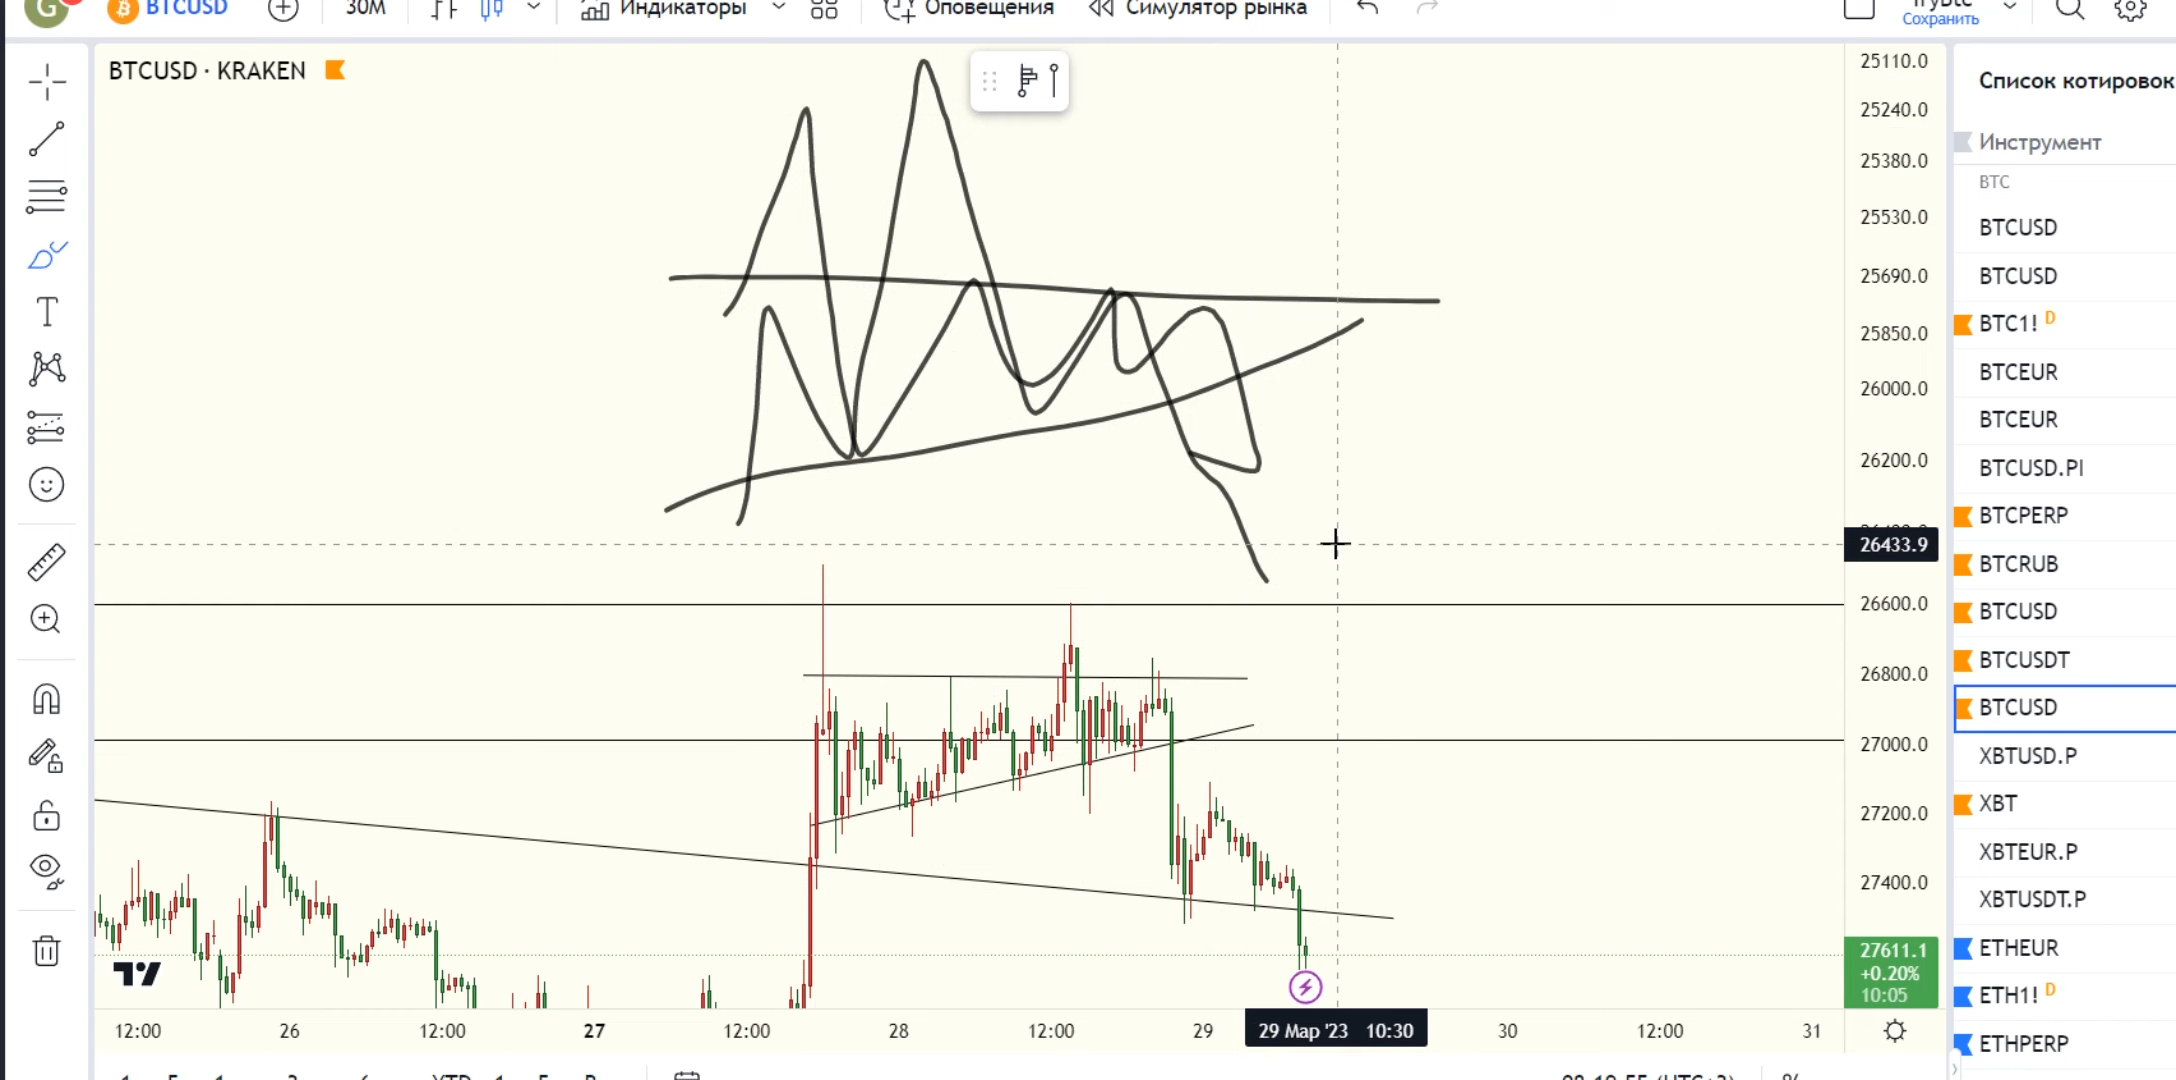 G BTCUSD 30М Индикаторы Оповещения Симулятор рынка Сохранить
BTCUSD · KRAKEN
25110.0
25240.0
25380.0
25530.0
25690.0
25850.0
26000.0
26200.0
26433.9
26600.0
26800.0
27000.0
27200.0
27400.0
27611.1
+0.20%
10:05
12:00 26 12:00 27 12:00 28 12:00 29 29 Мар '23 10:30 30 12:00 31
Список котировок
Инструмент
BTC
BTCUSD
BTCUSD
BTC1! D
BTCEUR
BTCEUR
BTCUSD.PI
BTCPERP
BTCRUB
BTCUSD
BTCUSDT
BTCUSD
XBTUSD.P
XBT
XBTEUR.P
XBTUSDT.P
ETHEUR
ETH1! D
ETHPERP